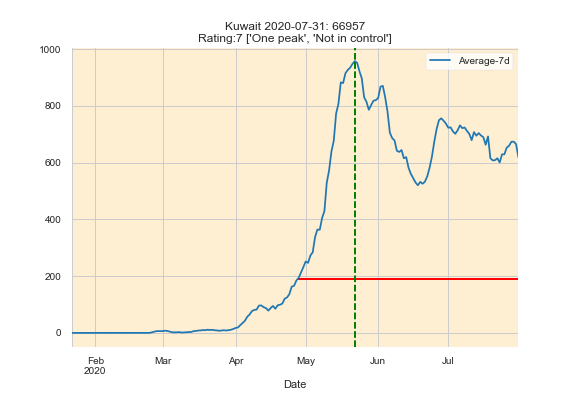 Kuwait 2020-07-31: 66957
Rating:7 ['One peak', 'Not in control']
Average-7d
1000
800
600
400
200
0
Feb
2020
Mar
Apr
May
Jun
Jul
Date